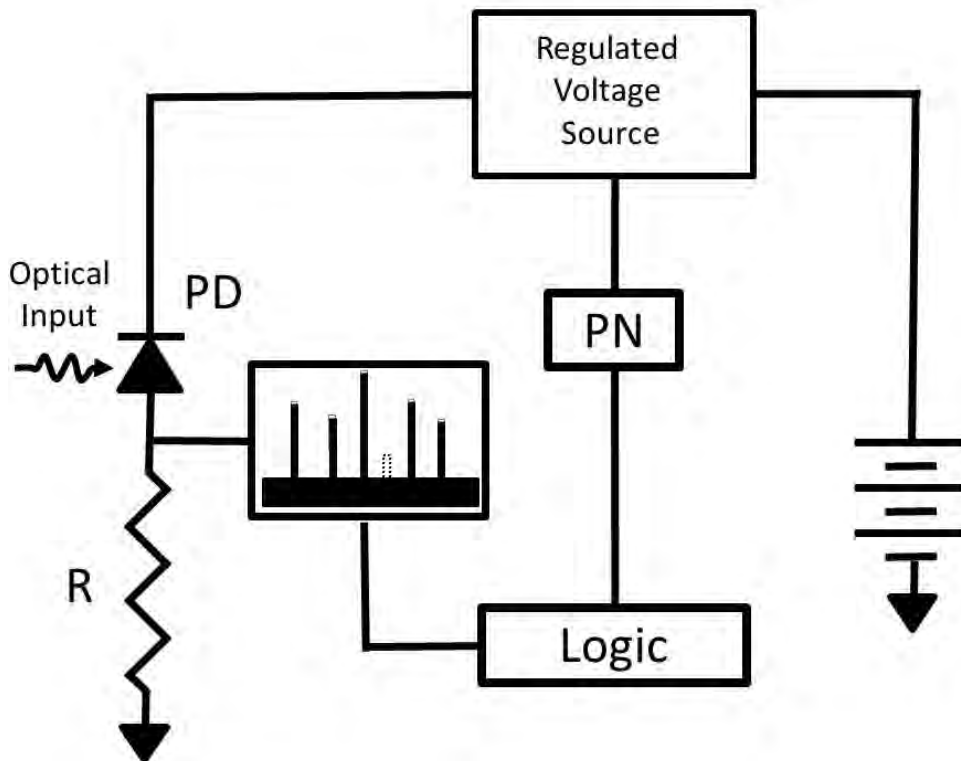 Regulated
Voltage
Source
Optical
Input
PD
PN
R
Logic